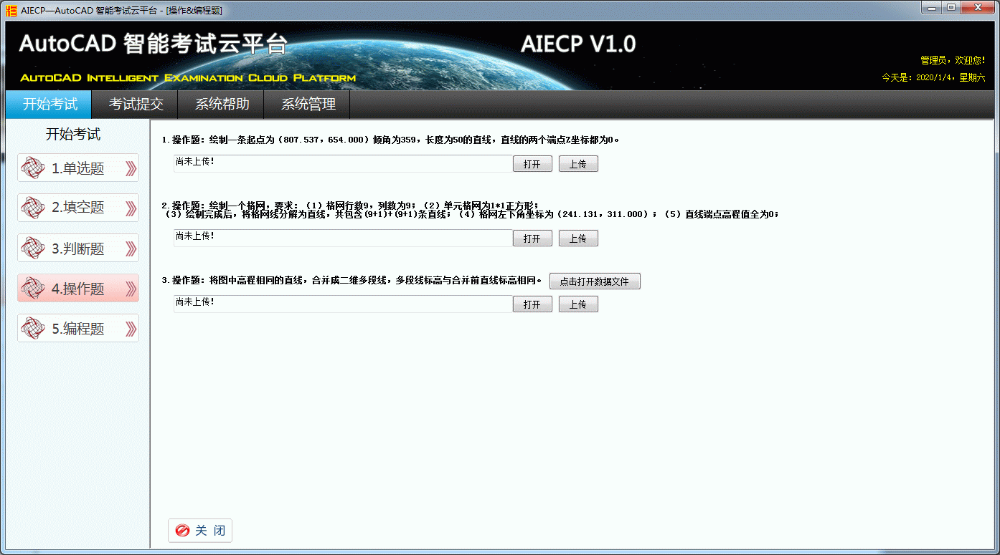 AIECP—AutoCAD 智能考试云平台 - [操作&编程题]
AutoCAD 智能考试云平台
AIECP V1.0
管理员，欢迎您！
AutoCAD Intelligent Examination Cloud Platform
今天是：2020/1/4，星期六
开始考试
考试提交
系统帮助
系统管理
开始考试
1.单选题
2.填空题
3.判断题
4.操作题
5.编程题
1.操作题：绘制一条起点为（807.537，654.000）倾角为359，长度为50的直线，直线的两个端点Z坐标都为0。
尚未上传！
打开
上传
2.操作题：绘制一个格网，要求：（1）格网行数9，列数为9；（2）单元格网为1*1正方形；
（3）绘制完成后，将格网线分解为直线，共包含(9+1)+(9+1)条直线；（4）格网左下角坐标为（241.131，311.000）；（5）直线端点高程值全为0；
尚未上传！
打开
上传
3.操作题：将图中高程相同的直线，合并成二维多段线，多段线标高与合并前直线标高相同。
点击打开数据文件
尚未上传！
打开
上传
关 闭